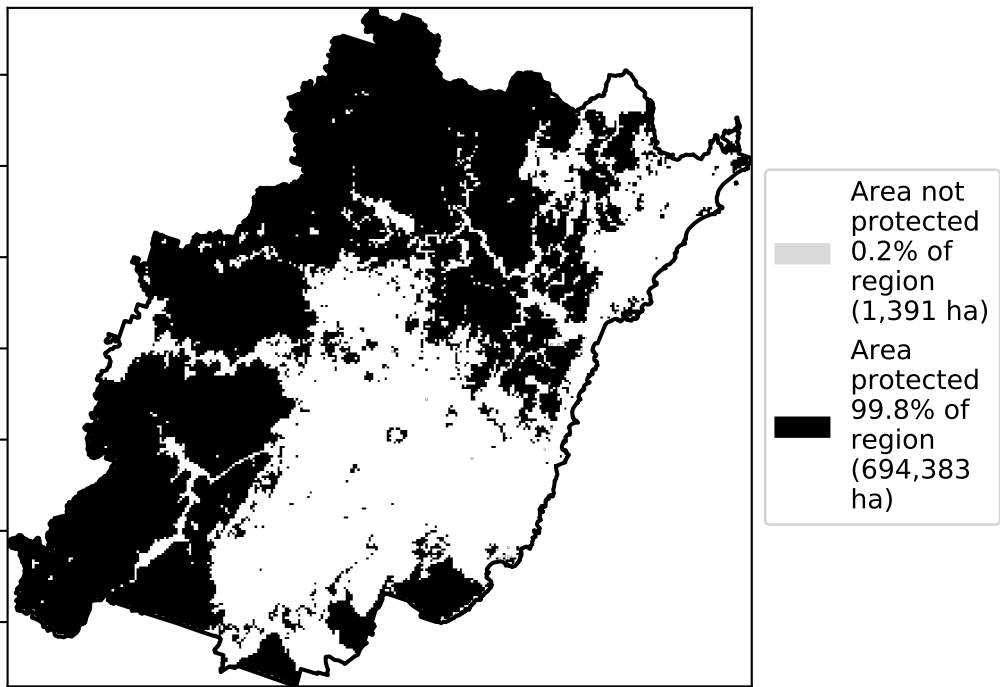 Area not
protected
0.2% of
region
(1,391 ha)
Area
protected
99.8% of
region
(694,383
ha)